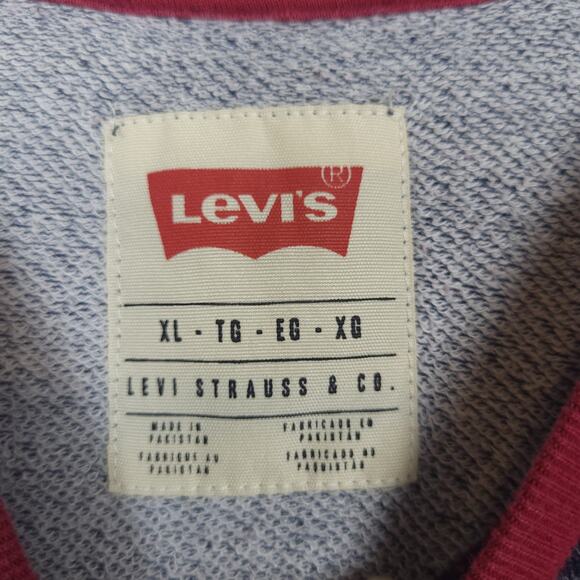 LEVI'S®
XL - TG - EG - XG
LEVI STRAUSS & CO.
MADE IN
PAKISTAN
FABRIQUÉ AU
PAKISTAN
FABRICADO EN
PAKISTÁN
FABRICADO NO
PAQUISTÃO